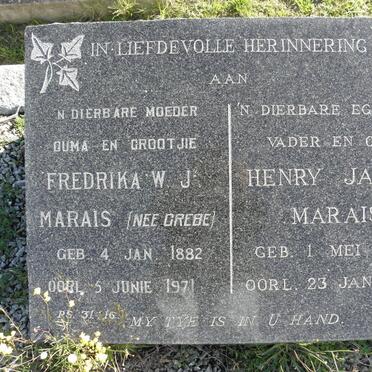 IN LIEFDEVOLLE HERINNERING
AAN
'N DIERBARE MOEDER
OUMA EN GROOTJIE
FREDRIKA W. J.
MARAIS (NEE GREBE)
GEB. 4 JAN. 1882
OORL. 5 JUNIE 1971
'N DIERBARE EG
VADER EN
HENRY JA
MARAIS
GEB. 1 MEI
OORL. 23 JAN
PS. 31:16 MY TYE IS IN U HAND.